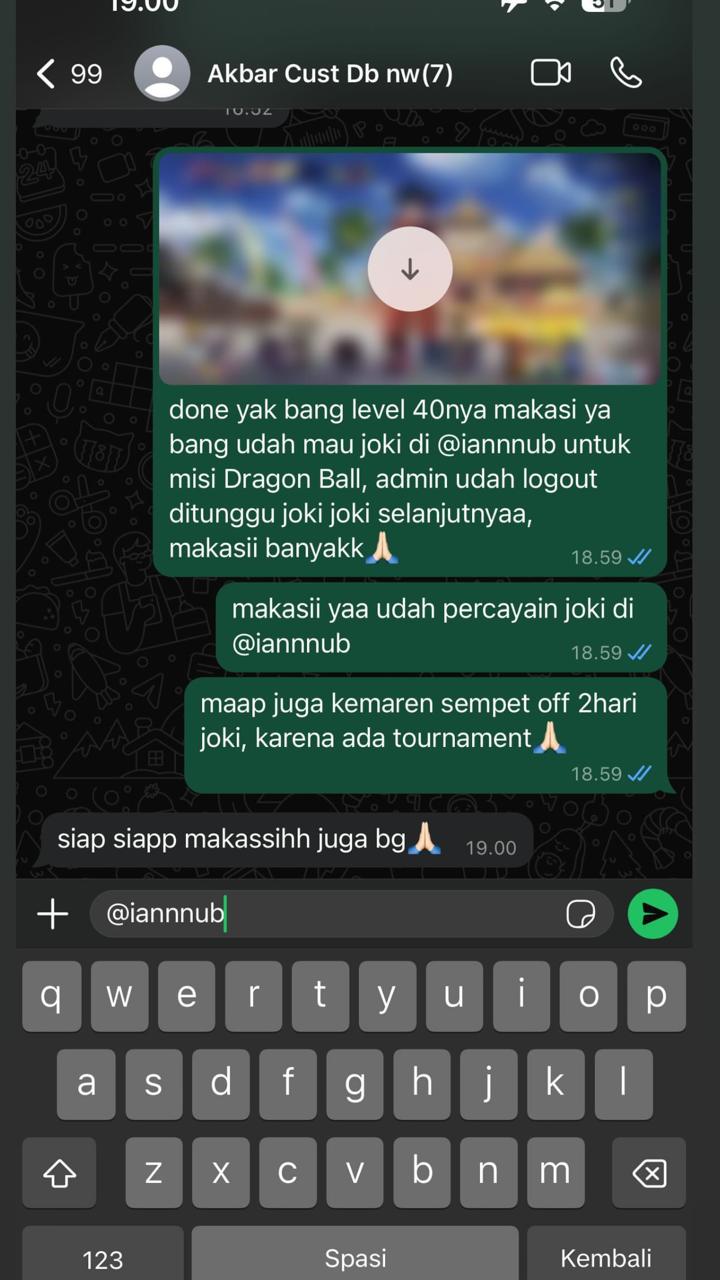 19.00
51
99
Akbar Cust Db nw(7)
16.52
done yak bang level 40nya makasi ya
bang udah mau joki di @iannnub untuk
misi Dragon Ball, admin udah logout
ditunggu joki joki selanjutnyaa,
makasii banyakk🙏🏻
18.59
makasii yaa udah percayain joki di
@iannnub
18.59
maap juga kemaren sempet off 2hari
joki, karena ada tournament🙏🏻
18.59
siap siapp makassihh juga bg🙏🏻
19.00
@iannnub
q w e r t y u i o p
a s d f g h j k l
z x c v b n m
123 Spasi Kembali